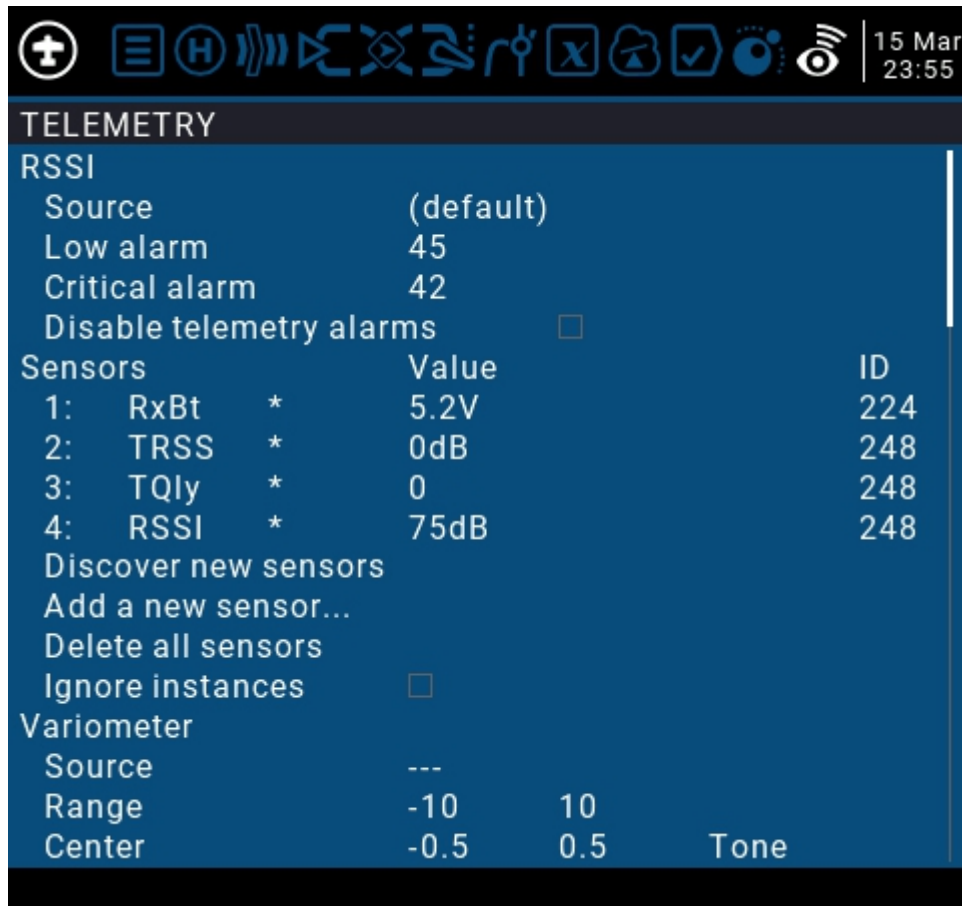 15 Mar
23:55
TELEMETRY
RSSI
Source (default)
Low alarm 45
Critical alarm 42
Disable telemetry alarms
Sensors Value ID
1: RxBt * 5.2V 224
2: TRSS * 0dB 248
3: TQly * 0 248
4: RSSI * 75dB 248
Discover new sensors
Add a new sensor...
Delete all sensors
Ignore instances
Variometer
Source ---
Range -10 10
Center -0.5 0.5 Tone